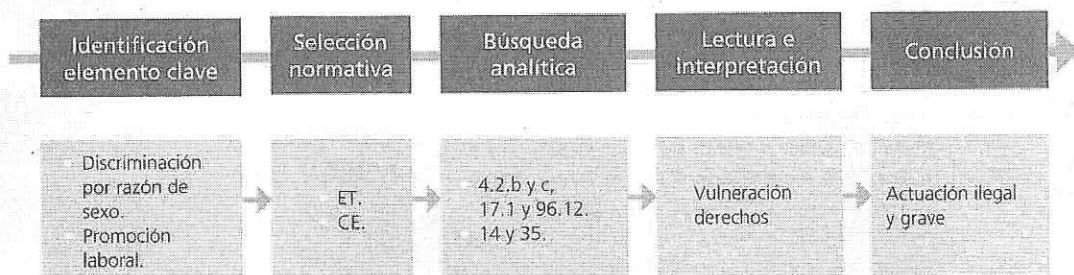 Identificación
elemento clave
Selección
normativa
Búsqueda
analítica
Lectura e
interpretación
Conclusión
Discriminación
por razón de
sexo.
Promoción
laboral.
ET.
CE.
4.2.b y c,
17.1 y 96.12.
14 y 35.
Vulneración
derechos
Actuación ilegal
y grave